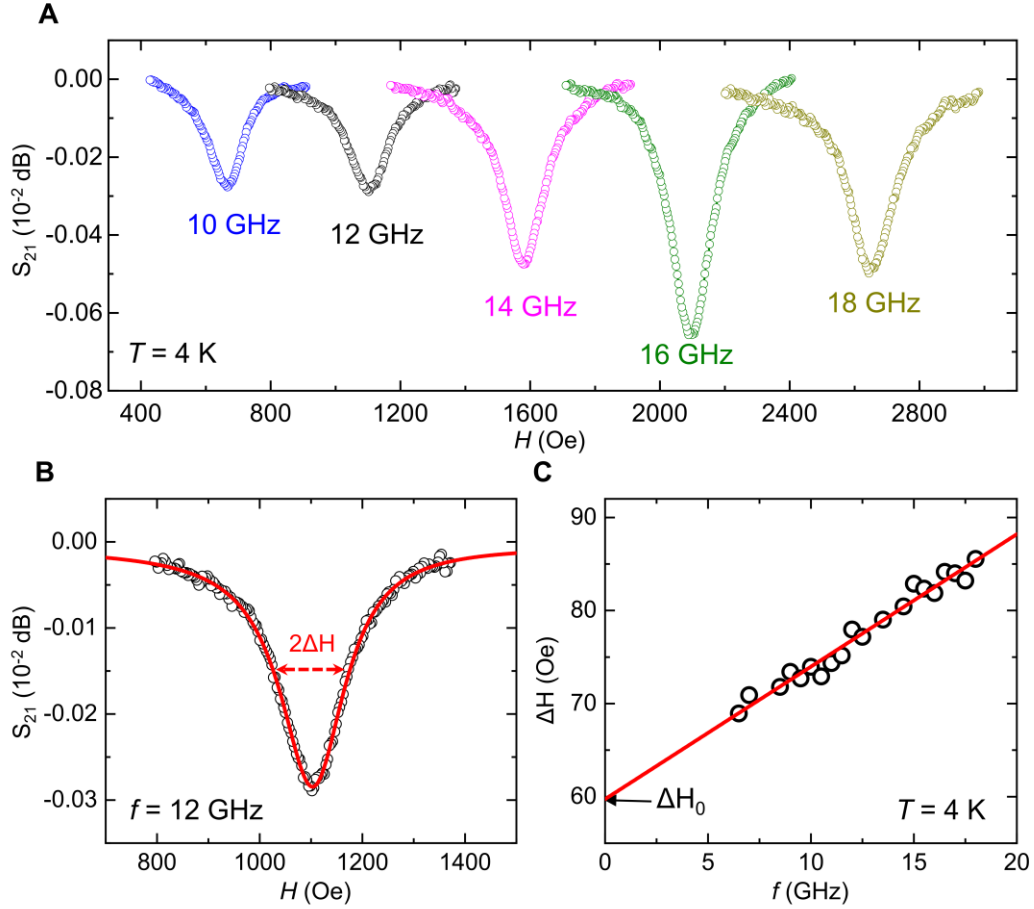 A
0.00
-0.02
-0.04
-0.06
-0.08
S₂₁ (10⁻² dB)
10 GHz
12 GHz
14 GHz
16 GHz
18 GHz
T = 4 K
400 800 1200 1600 2000 2400 2800
H (Oe)
B
0.00
-0.01
-0.02
-0.03
S₂₁ (10⁻² dB)
2ΔH
f = 12 GHz
800 1000 1200 1400
H (Oe)
C
90
80
70
60
ΔH (Oe)
ΔH₀
T = 4 K
0 5 10 15 20
f (GHz)